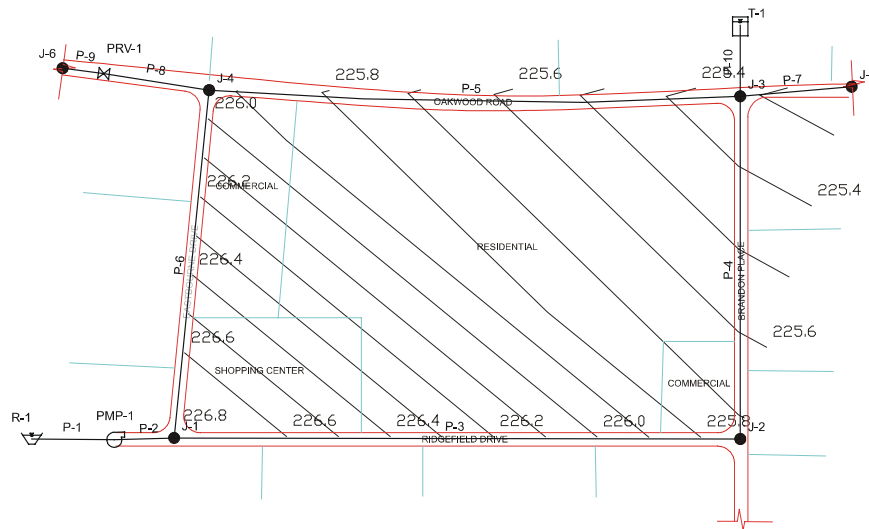 T-1
PRV-1
J-6
P-9
P-8
225.8
P-5
225.6
P-10
225.4
P-7
J-
J-4
J-3
226.0
OAKWOOD ROAD
226.2
COMMERCIAL
225.4
RESIDENTIAL
P-6
226.4
P-4
BRANDON PLACE
226.6
225.6
SHOPPING CENTER
COMMERCIAL
R-1
PMP-1
226.8
226.6
226.4
226.2
226.0
225.8
P-1
P-2
J-1
P-3
J-2
RIDGEFIELD DRIVE